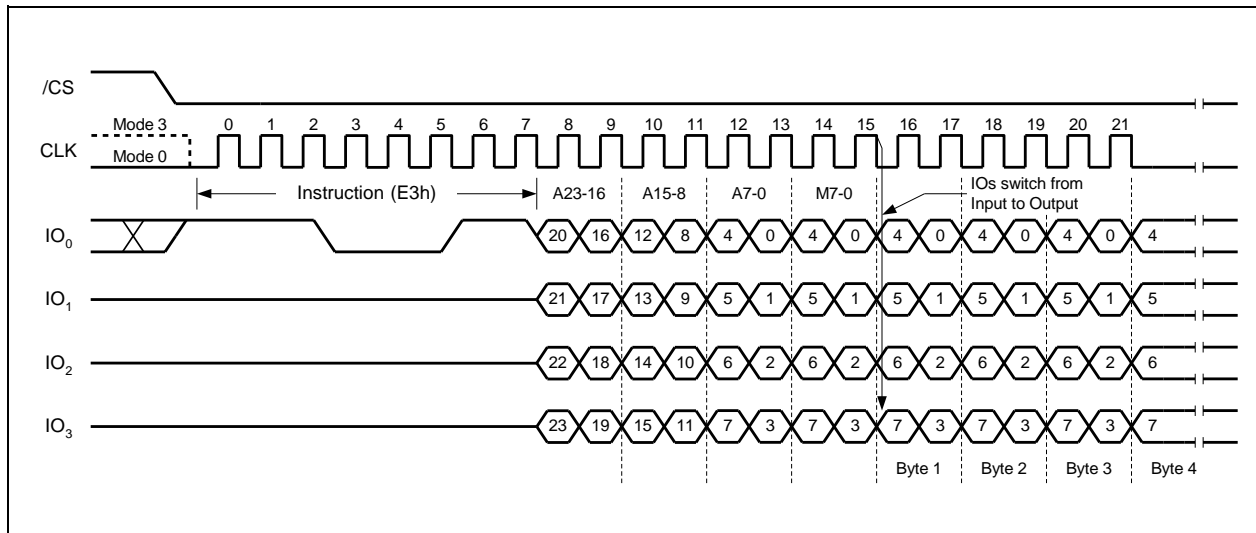 /CS
Mode 3 0 1 2 3 4 5 6 7 8 9 10 11 12 13 14 15 16 17 18 19 20 21
CLK Mode 0
Instruction (E3h) A23-16 A15-8 A7-0 M7-0 IOs switch from
Input to Output
IO0 20 16 12 8 4 0 4 0 4 0 4 0 4 0 4
IO1 21 17 13 9 5 1 5 1 5 1 5 1 5 1 5
IO2 22 18 14 10 6 2 6 2 6 2 6 2 6 2 6
IO3 23 19 15 11 7 3 7 3 7 3 7 3 7 3 7
Byte 1 Byte 2 Byte 3 Byte 4